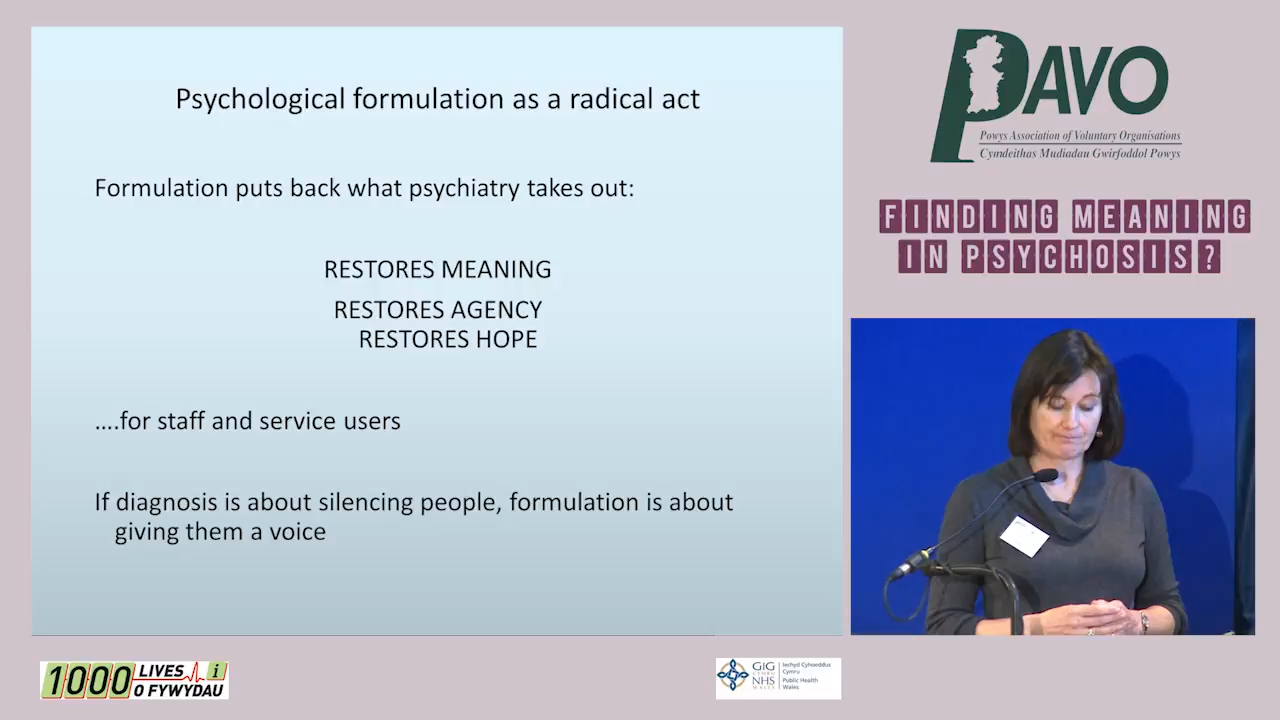 Psychological formulation as a radical act
Formulation puts back what psychiatry takes out:
RESTORES MEANING
RESTORES AGENCY
RESTORES HOPE
....for staff and service users
If diagnosis is about silencing people, formulation is about
giving them a voice
PAVO
Powys Association of Voluntary Organisations
Cymdeithas Mudiadau Gwirfoddol Powys
FINDING MEANING
IN PSYCHOSIS?
1000 LIVES i
O FYWYDAU
GIG
CYMRU
NHS
WALES
Iechyd Cyhoeddus
Cymru
Public Health
Wales